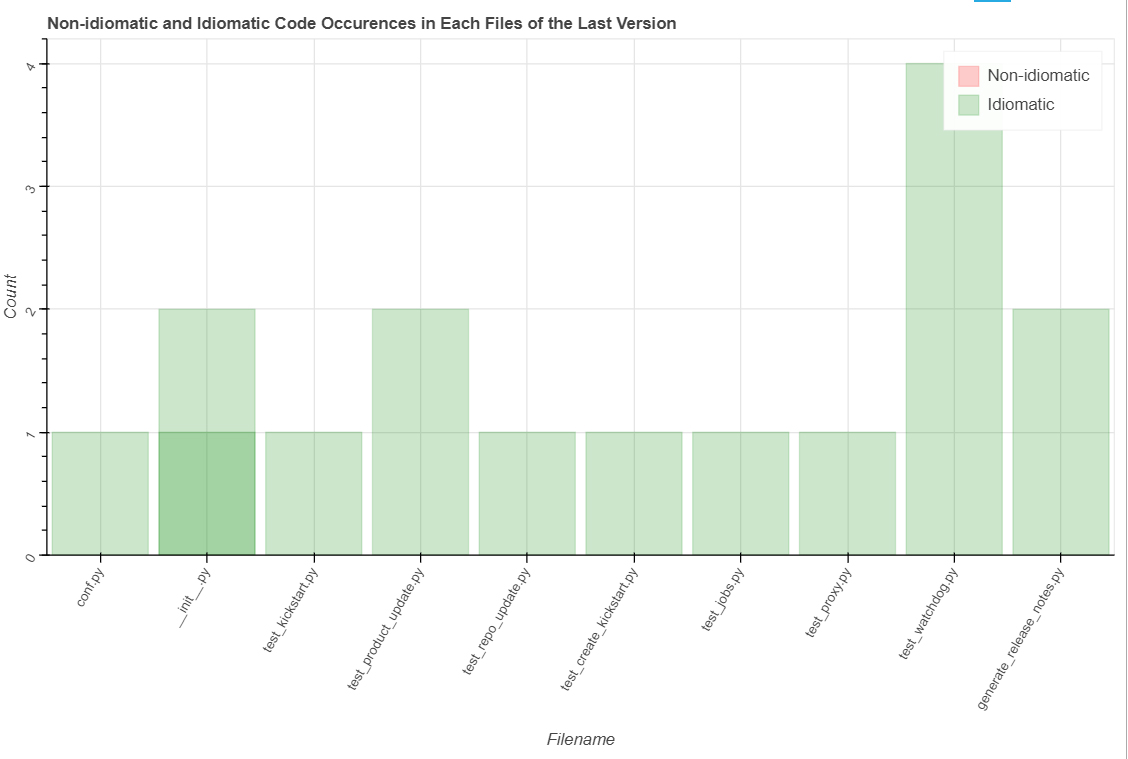 Non-idiomatic and Idiomatic Code Occurences in Each Files of the Last Version
Non-idiomatic
Idiomatic
4
3
2
1
0
Count
conf.py
__init__.py
test_kickstart.py
test_product_update.py
test_repo_update.py
test_create_kickstart.py
test_jobs.py
test_proxy.py
test_watchdog.py
generate_release_notes.py
Filename